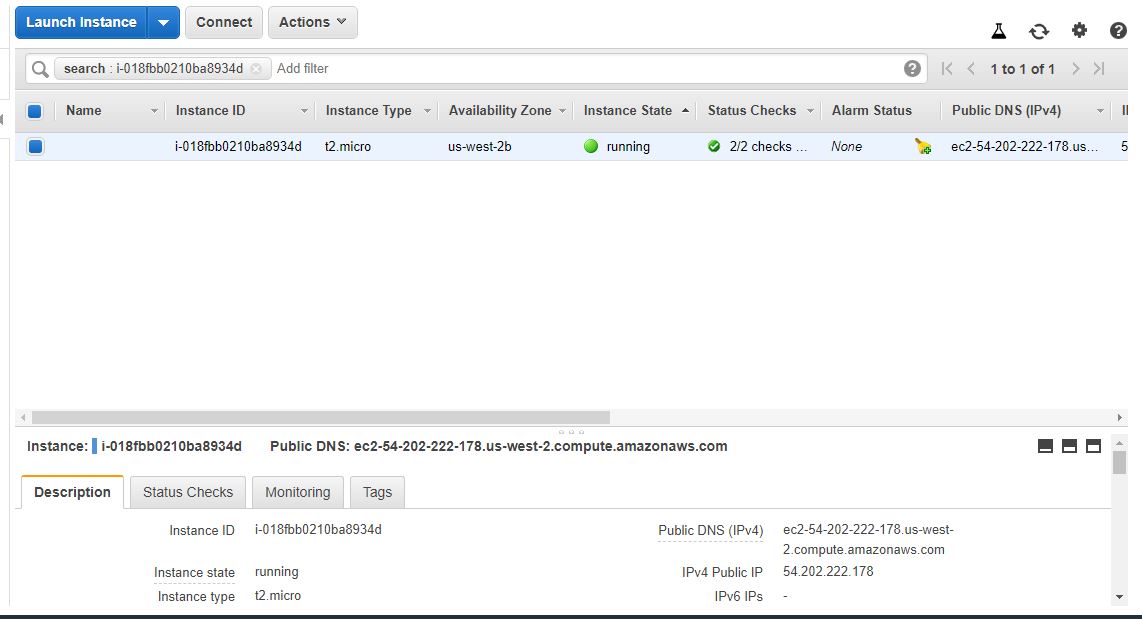 Launch Instance Connect Actions
search : i-018fbb0210ba8934d Add filter 1 to 1 of 1
Name Instance ID Instance Type Availability Zone Instance State Status Checks Alarm Status Public DNS (IPv4)
i-018fbb0210ba8934d t2.micro us-west-2b running 2/2 checks ... None ec2-54-202-222-178.us... 5
Instance: i-018fbb0210ba8934d Public DNS: ec2-54-202-222-178.us-west-2.compute.amazonaws.com
Description Status Checks Monitoring Tags
Instance ID i-018fbb0210ba8934d Public DNS (IPv4) ec2-54-202-222-178.us-west-
2.compute.amazonaws.com
Instance state running IPv4 Public IP 54.202.222.178
Instance type t2.micro IPv6 IPs -